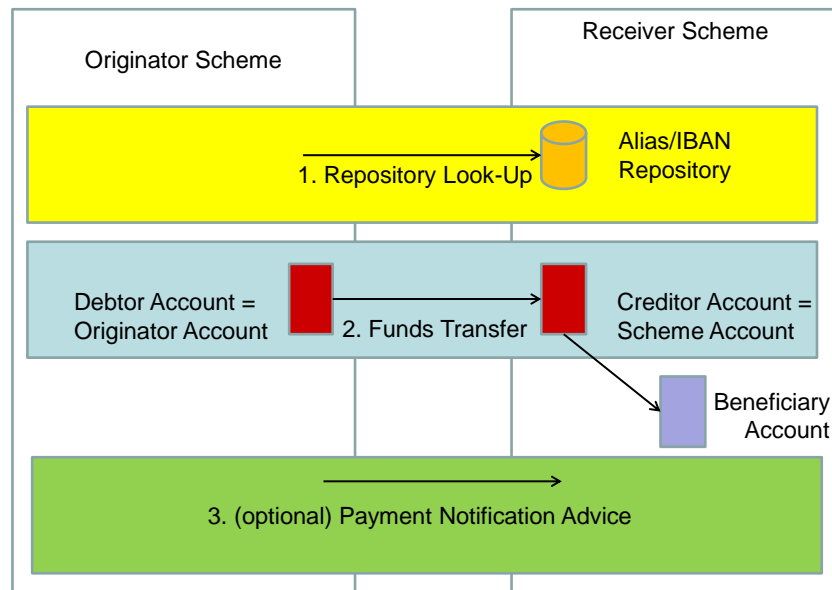 Originator Scheme
Receiver Scheme
Alias/IBAN
Repository
1. Repository Look-Up
Debtor Account =
Originator Account
2. Funds Transfer
Creditor Account =
Scheme Account
Beneficiary
Account
3. (optional) Payment Notification Advice